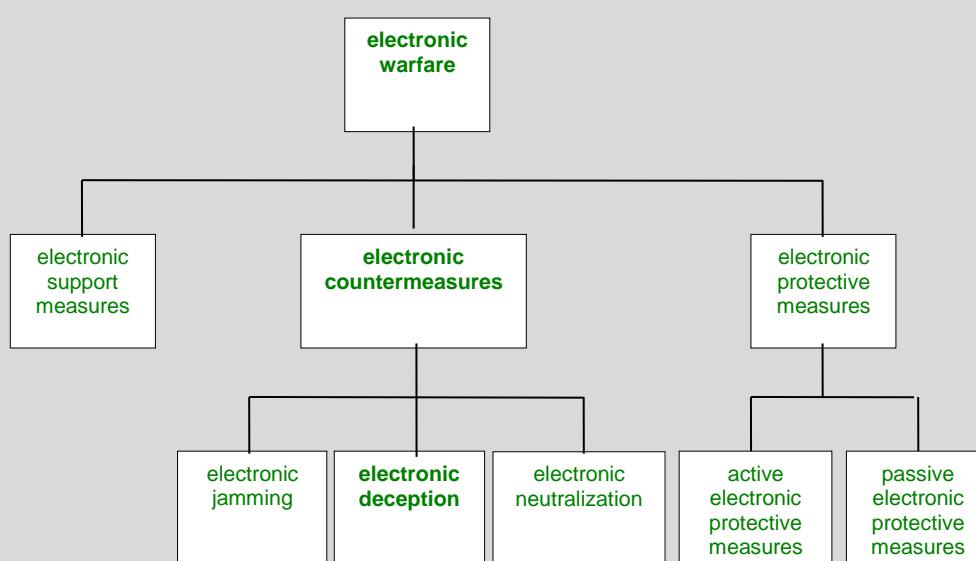 electronic
warfare
electronic
support
measures
electronic
countermeasures
electronic
protective
measures
electronic
jamming
electronic
deception
electronic
neutralization
active
electronic
protective
measures
passive
electronic
protective
measures